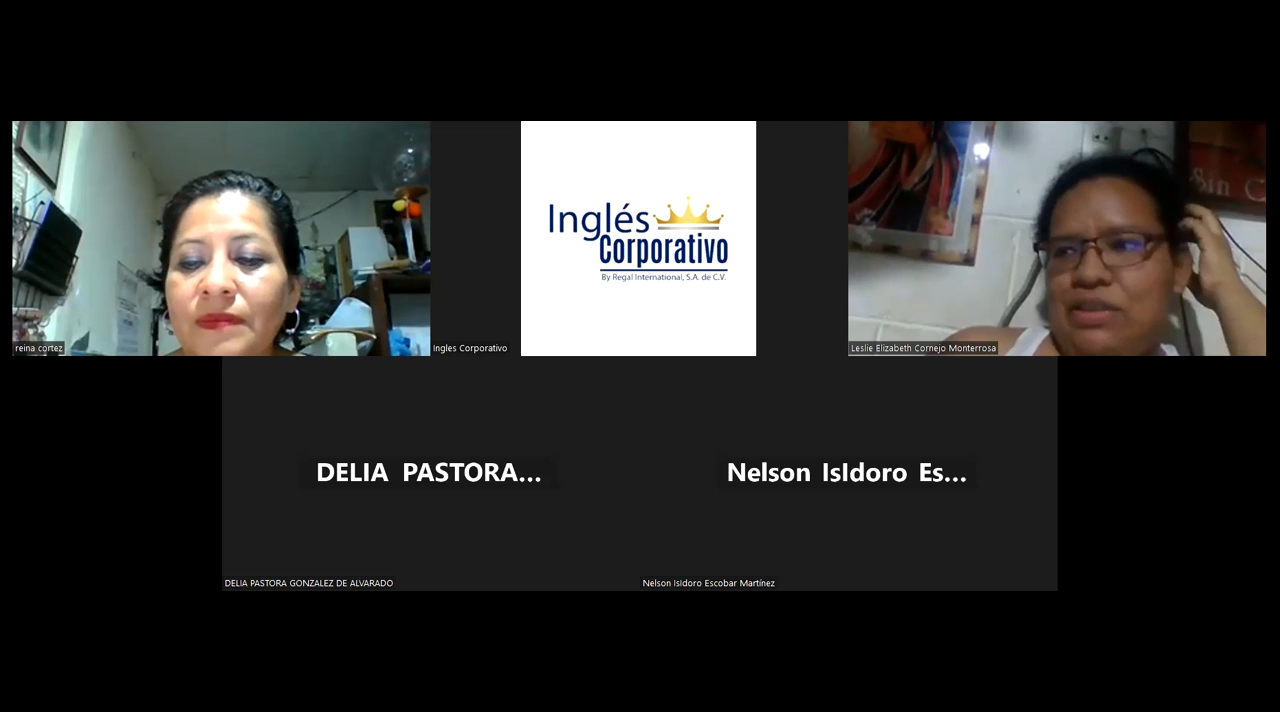 Sin C
Inglés
Corporativo
By Regal International, S.A. de C.V.
reina cortez
Ingles Corporativo
Leslie Elizabeth Cornejo Monterrosa
DELIA PASTORA...
Nelson IsIdoro Es...
DELIA PASTORA GONZALEZ DE ALVARADO
Nelson IsIdoro Escobar Martínez